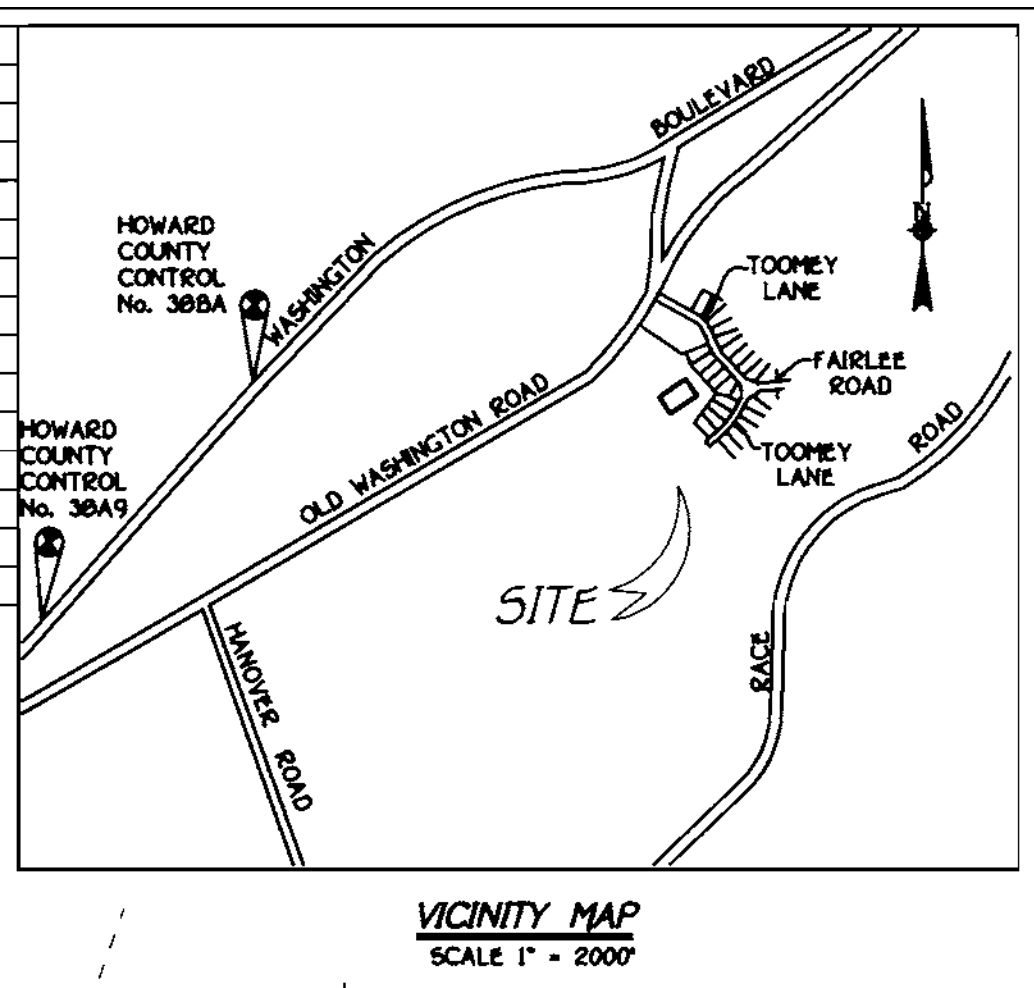 BOULEVARD
WASHINGTON
HOWARD
COUNTY
CONTROL
No. 38BA
N
TOOMEY
LANE
FAIRLEE
ROAD
TOOMEY
LANE
HOWARD
COUNTY
CONTROL
No. 38A9
OLD WASHINGTON ROAD
ROAD
SITE
RACE
HANOVER ROAD
VICINITY MAP
SCALE 1" = 2000'